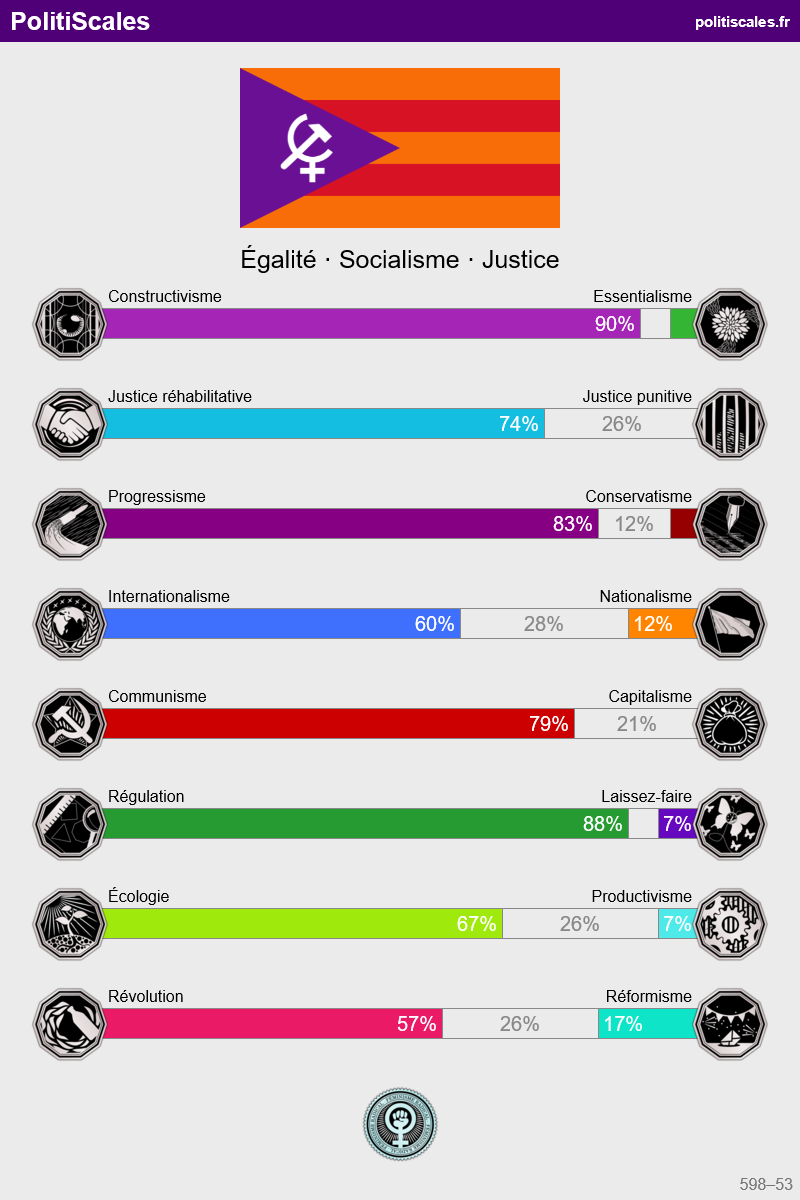 PolitiScales
politiscales.fr
Égalité · Socialisme · Justice
Constructivisme Essentialisme
90%
Justice réhabilitative Justice punitive
74% 26%
Progressisme Conservatisme
83% 12%
Internationalisme Nationalisme
60% 28% 12%
Communisme Capitalisme
79% 21%
Régulation Laissez-faire
88% 7%
Écologie Productivisme
67% 26% 7%
Révolution Réformisme
57% 26% 17%
598–53